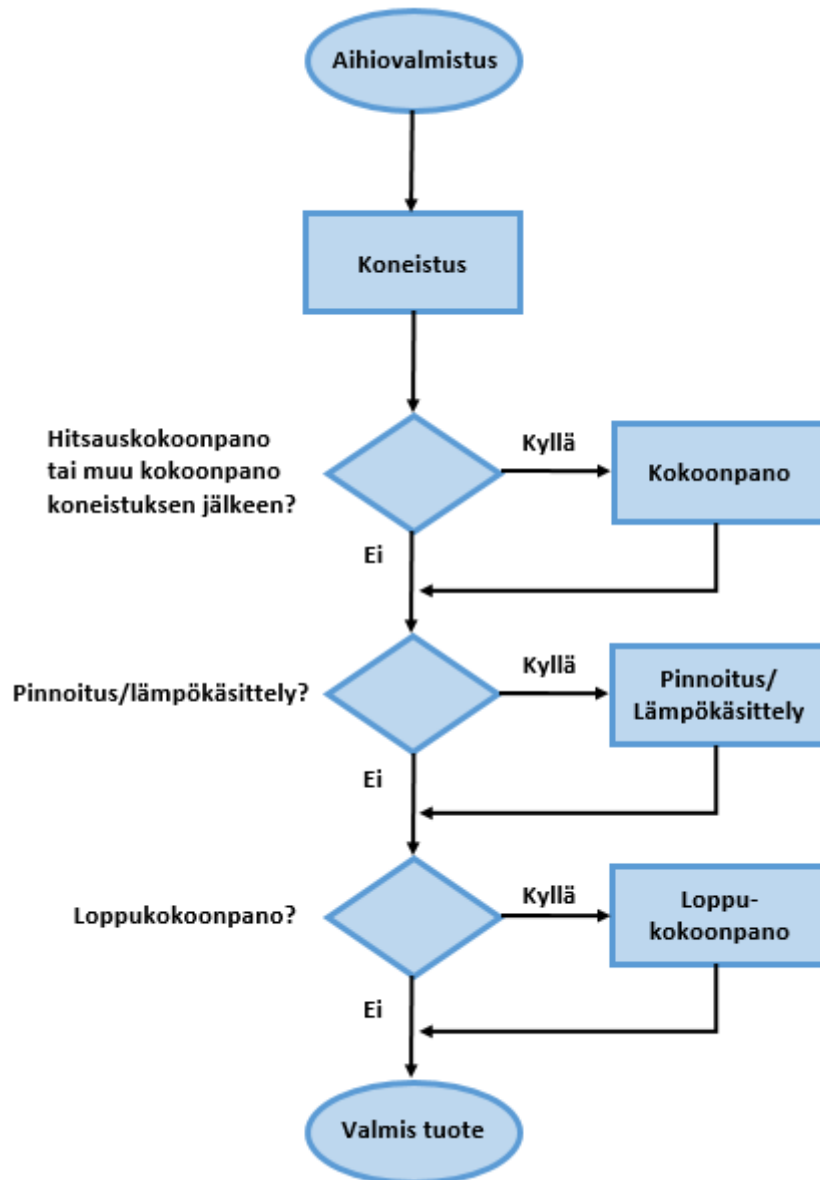 Aihiovalmistus
Koneistus
Hitsauskokoonpano
tai muu kokoonpano
koneistuksen jälkeen?
Kyllä
Kokoonpano
Ei
Pinnoitus/lämpökäsittely?
Kyllä
Pinnoitus/
Lämpökäsittely
Ei
Loppukokoonpano?
Kyllä
Loppu-
kokoonpano
Ei
Valmis tuote